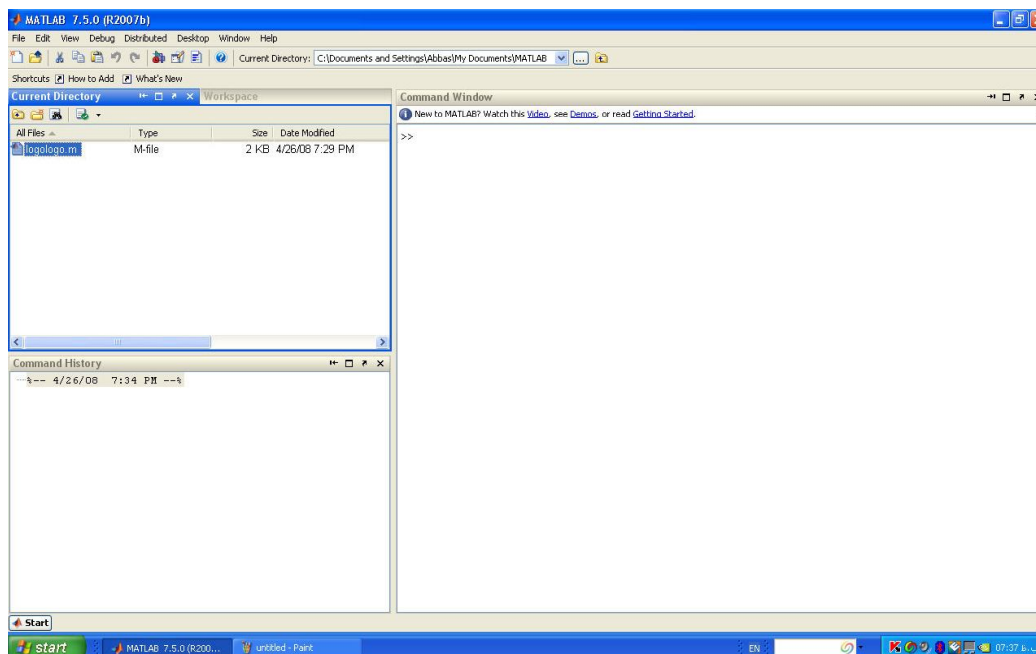 MATLAB 7.5.0 (R2007b)
File Edit View Debug Distributed Desktop Window Help
Current Directory: C:\Documents and Settings\Abbas\My Documents\MATLAB
Shortcuts How to Add What's New
Current Directory Workspace
All Files Type Size Date Modified
logologo.m M-file 2 KB 4/26/08 7:29 PM
Command History
%-- 4/26/08 7:34 PM --%
Command Window
New to MATLAB? Watch this Video, see Demos, or read Getting Started.
>>
Start
start MATLAB 7.5.0 (R200... untitled - Paint EN 07:37